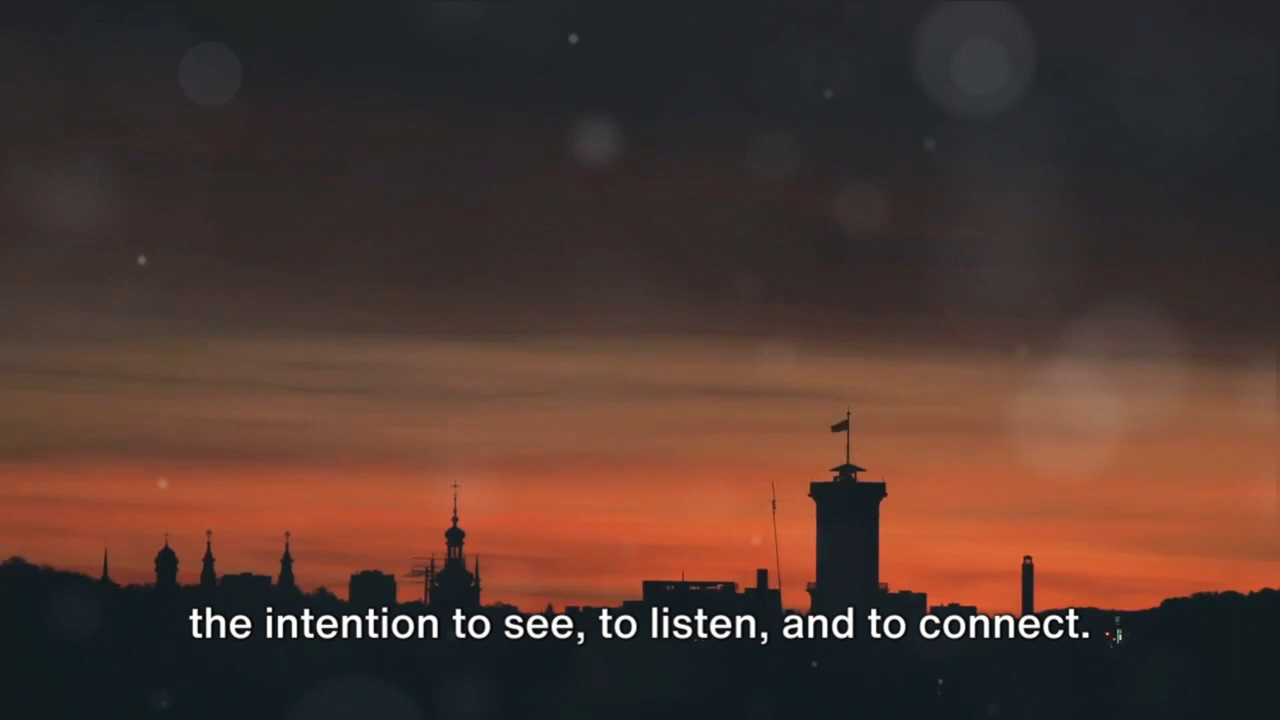 the intention to see, to listen, and to connect.